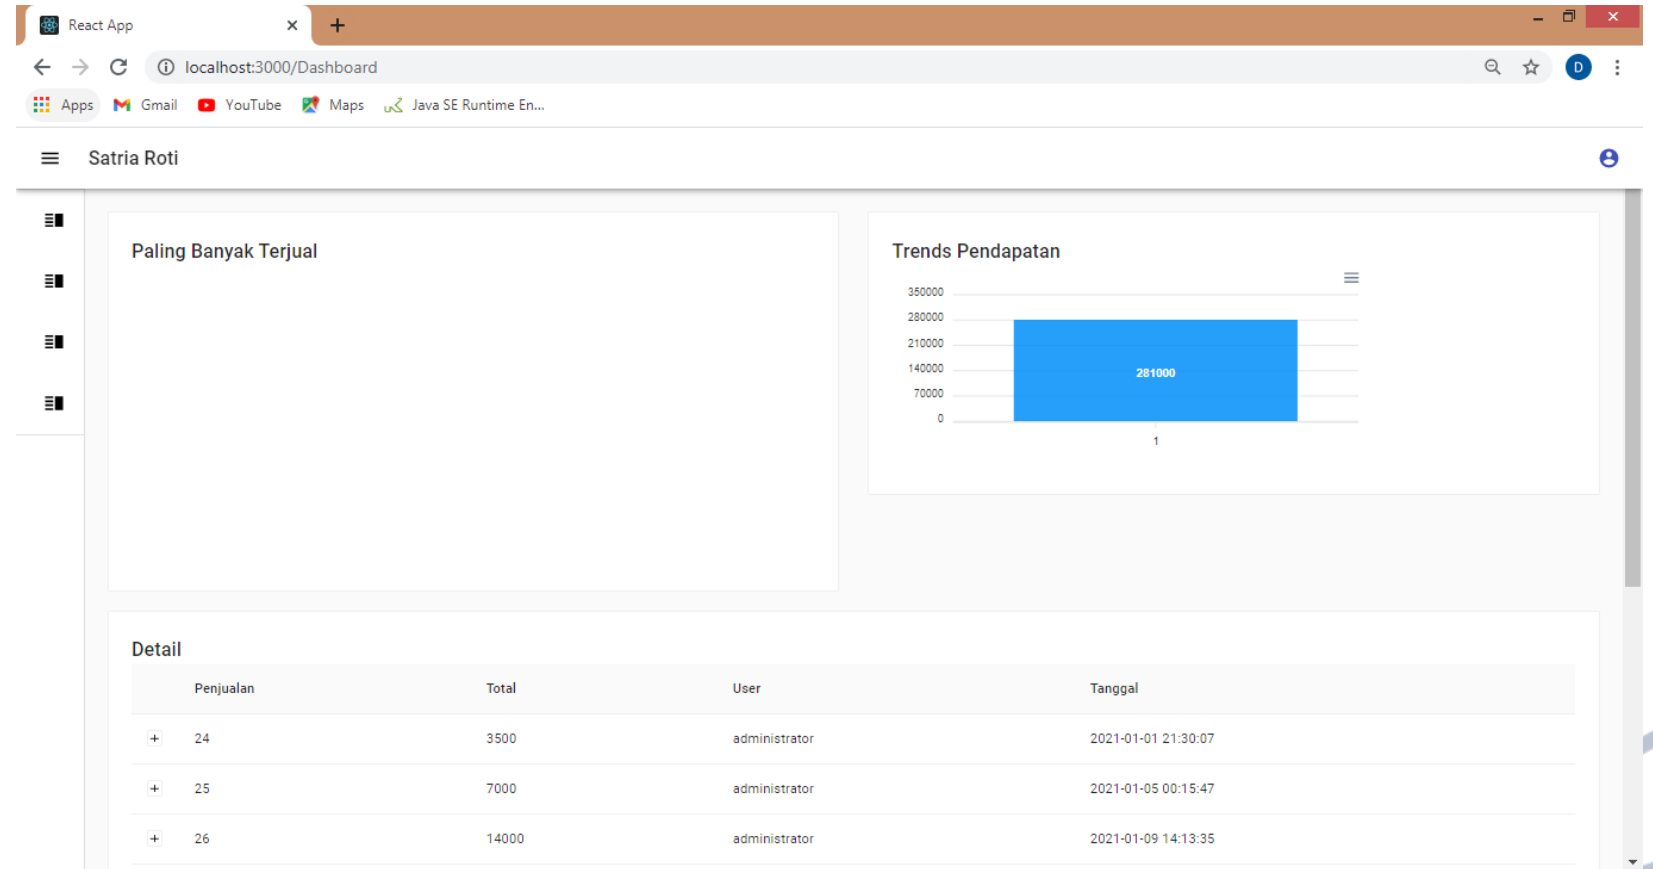 React App
localhost:3000/Dashboard
D
Apps Gmail YouTube Maps Java SE Runtime En...
Satria Roti
Paling Banyak Terjual
Trends Pendapatan
350000
280000
210000
140000
70000
0
281000
1
Detail
Penjualan Total User Tanggal
24 3500 administrator 2021-01-01 21:30:07
25 7000 administrator 2021-01-05 00:15:47
26 14000 administrator 2021-01-09 14:13:35